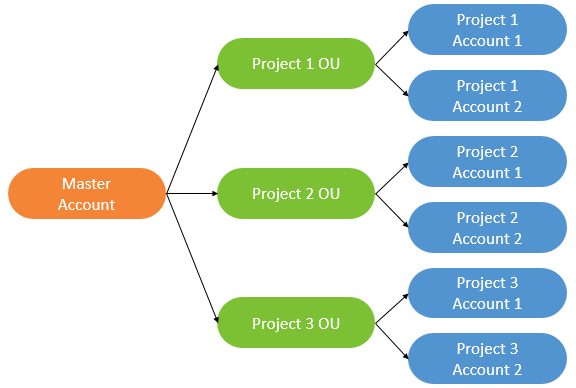 Master
Account
Project 1 OU
Project 2 OU
Project 3 OU
Project 1
Account 1
Project 1
Account 2
Project 2
Account 1
Project 2
Account 2
Project 3
Account 1
Project 3
Account 2